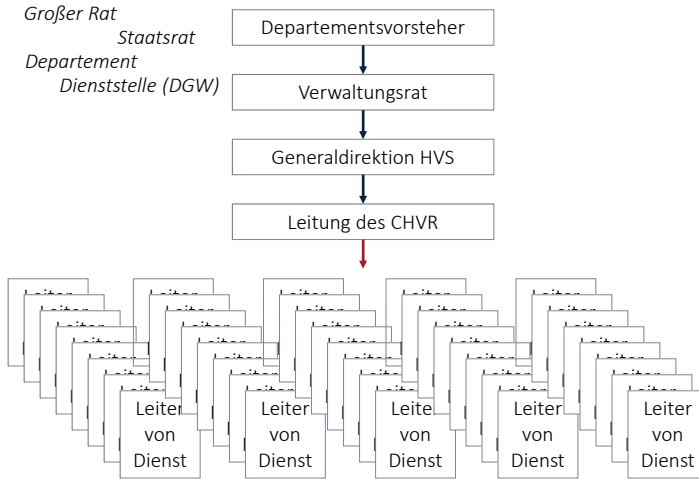 Großer Rat
Staatsrat
Departement
Dienststelle (DGW)
Departementsvorsteher
Verwaltungsrat
Generaldirektion HVS
Leitung des CHVR
Leiter
von
Dienst
Leiter
von
Dienst
Leiter
von
Dienst
Leiter
von
Dienst
Leiter
von
Dienst